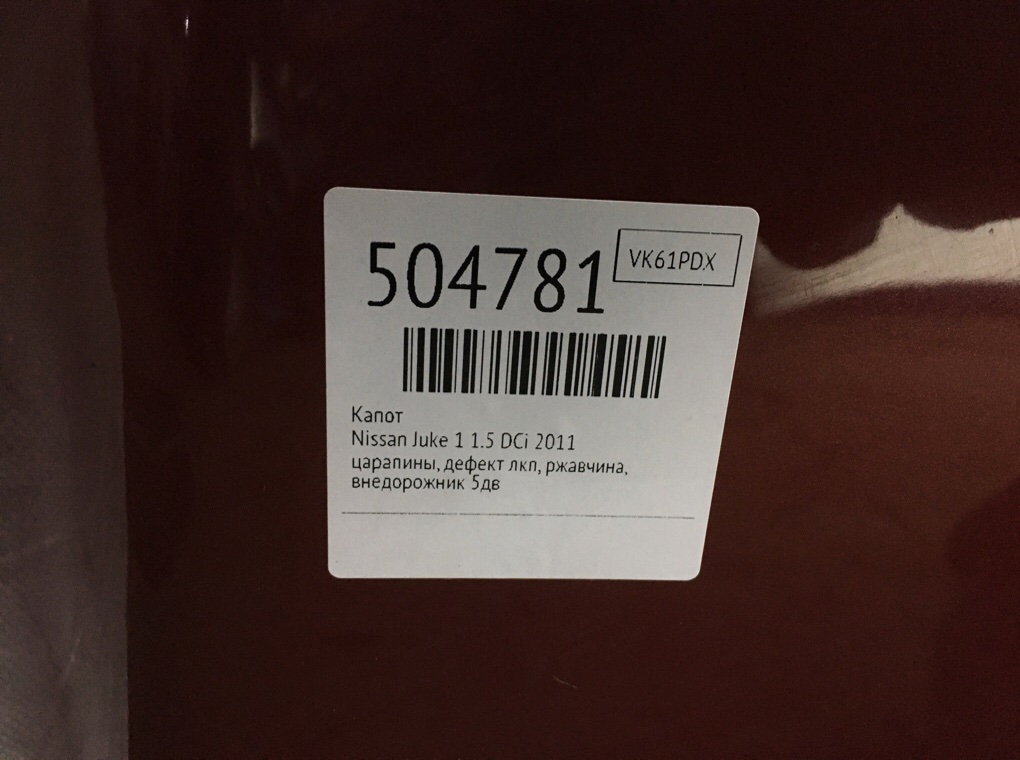 504781
VK61PDX
Капот
Nissan Juke 1 1.5 DCi 2011
царапины, дефект лкп, ржавчина,
внедорожник 5дв